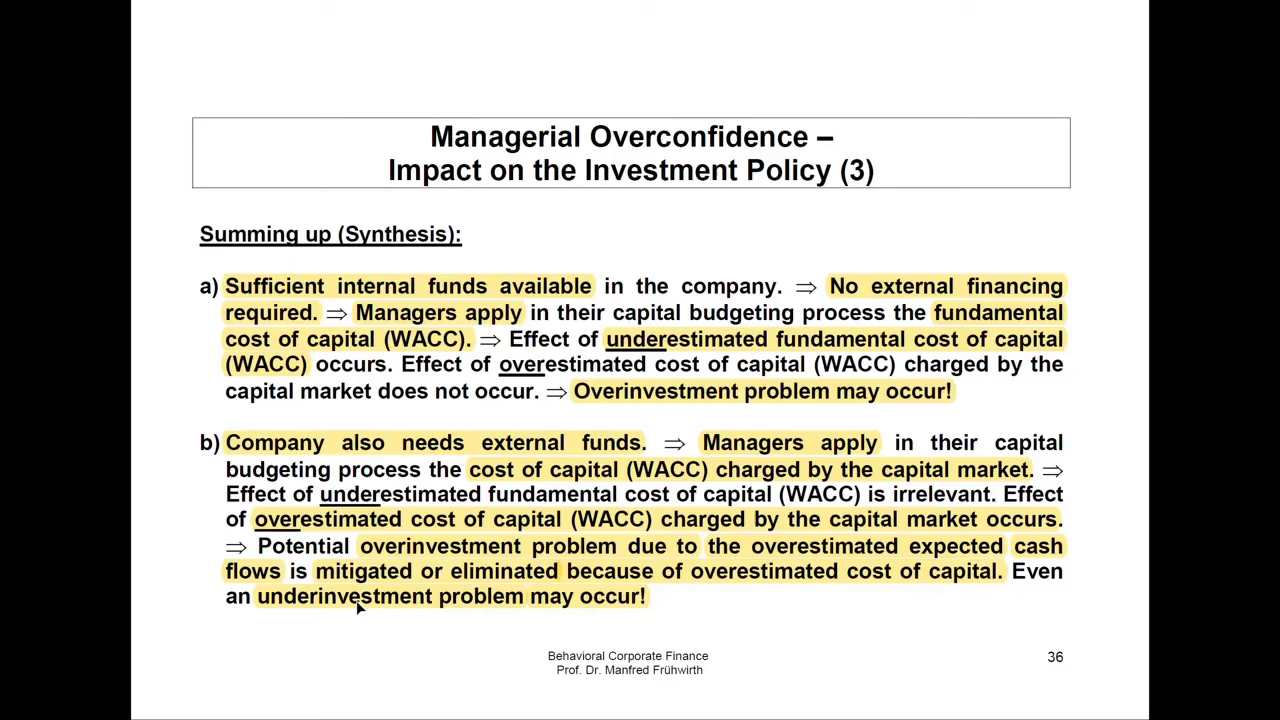 Managerial Overconfidence –
Impact on the Investment Policy (3)
Summing up (Synthesis):
a) Sufficient internal funds available in the company. ⇒ No external financing
required. ⇒ Managers apply in their capital budgeting process the fundamental
cost of capital (WACC). ⇒ Effect of underestimated fundamental cost of capital
(WACC) occurs. Effect of overestimated cost of capital (WACC) charged by the
capital market does not occur. ⇒ Overinvestment problem may occur!
b) Company also needs external funds. ⇒ Managers apply in their capital
budgeting process the cost of capital (WACC) charged by the capital market. ⇒
Effect of underestimated fundamental cost of capital (WACC) is irrelevant. Effect
of overestimated cost of capital (WACC) charged by the capital market occurs.
⇒ Potential overinvestment problem due to the overestimated expected cash
flows is mitigated or eliminated because of overestimated cost of capital. Even
an underinvestment problem may occur!
Behavioral Corporate Finance
Prof. Dr. Manfred Frühwirth
36